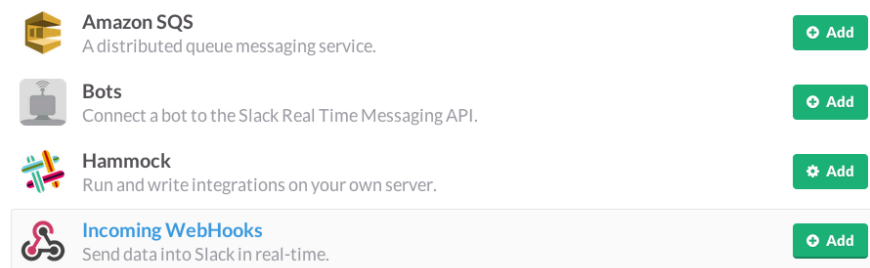 Amazon SQS
A distributed queue messaging service.
Add
Bots
Connect a bot to the Slack Real Time Messaging API.
Add
Hammock
Run and write integrations on your own server.
Add
Incoming WebHooks
Send data into Slack in real-time.
Add